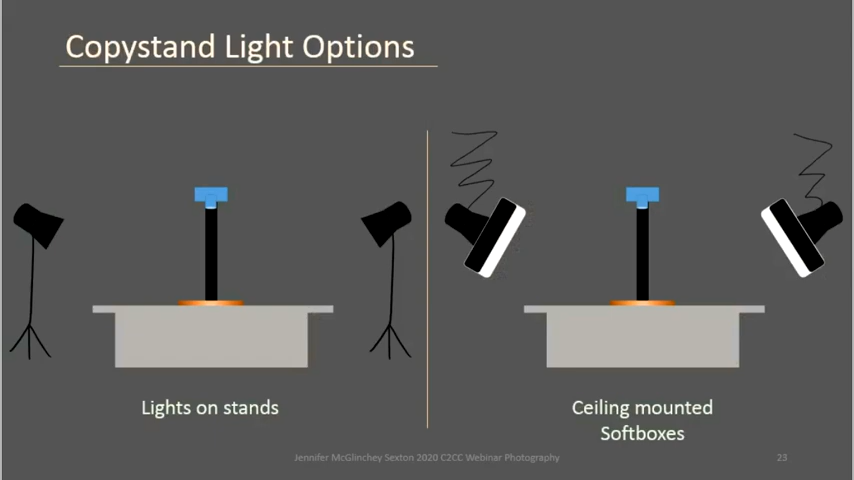 Copystand Light Options
Lights on stands
Ceiling mounted
Softboxes
Jennifer McGlinchey Sexton 2020 C2CC Webinar Photography
23